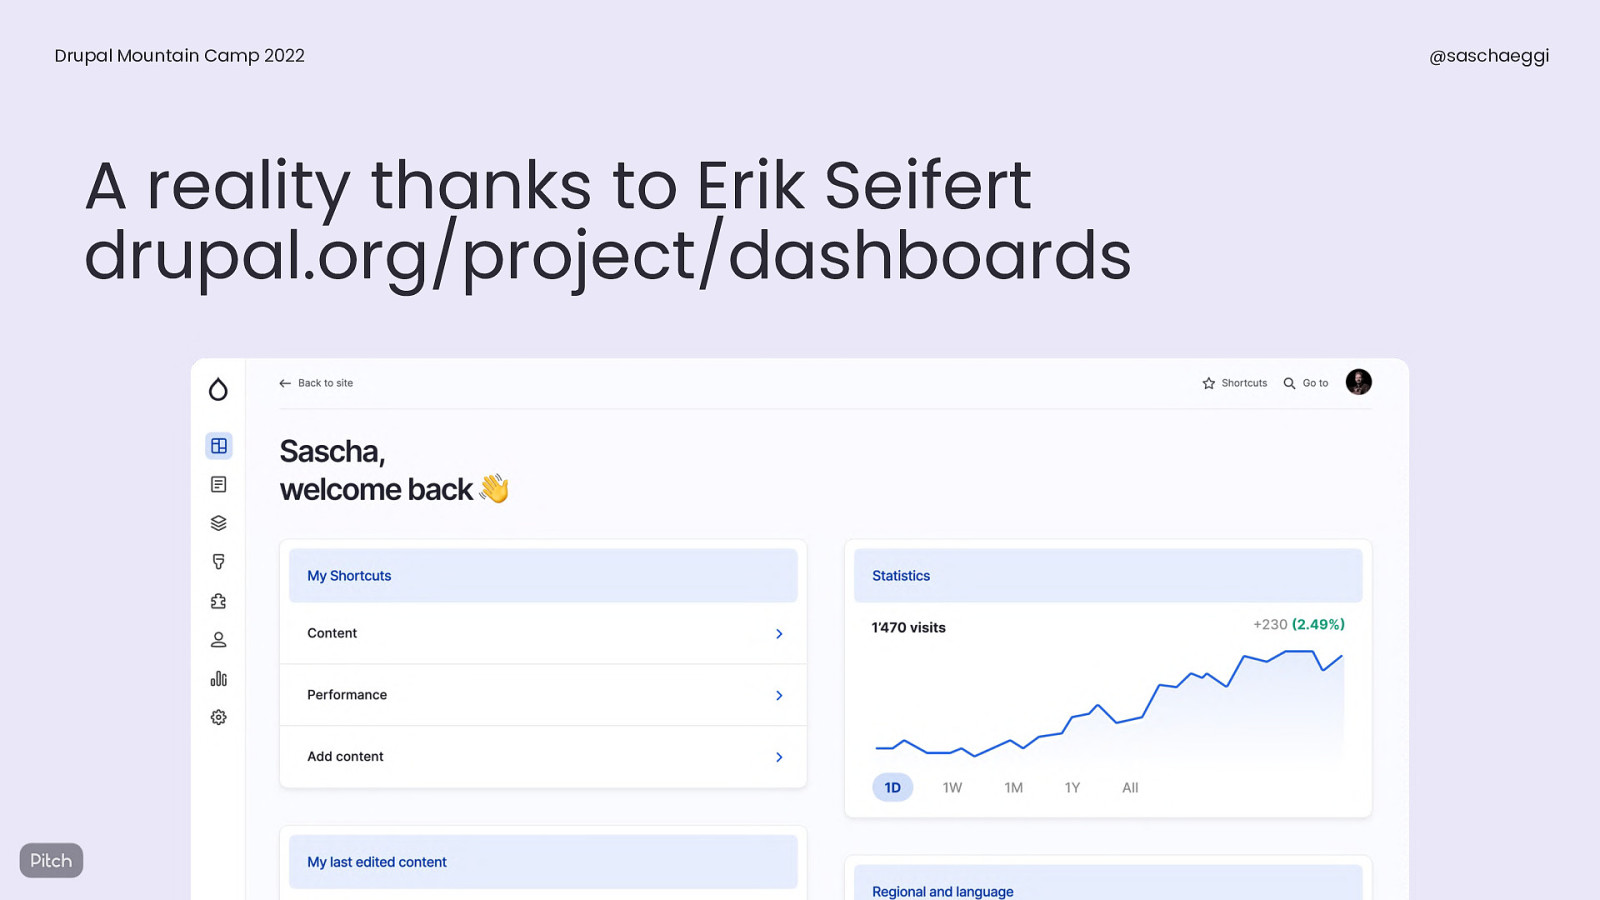 Drupal Mountain Camp 2022
@saschaeggi
A reality thanks to Erik Seifert
drupal.org/project/dashboards
Back to site
Shortcuts
Go to
Sascha,
welcome back 👋
My Shortcuts
Content
Performance
Add content
Statistics
1'470 visits
+230 (2.49%)
1D 1W 1M 1Y All
My last edited content
Regional and language
Pitch